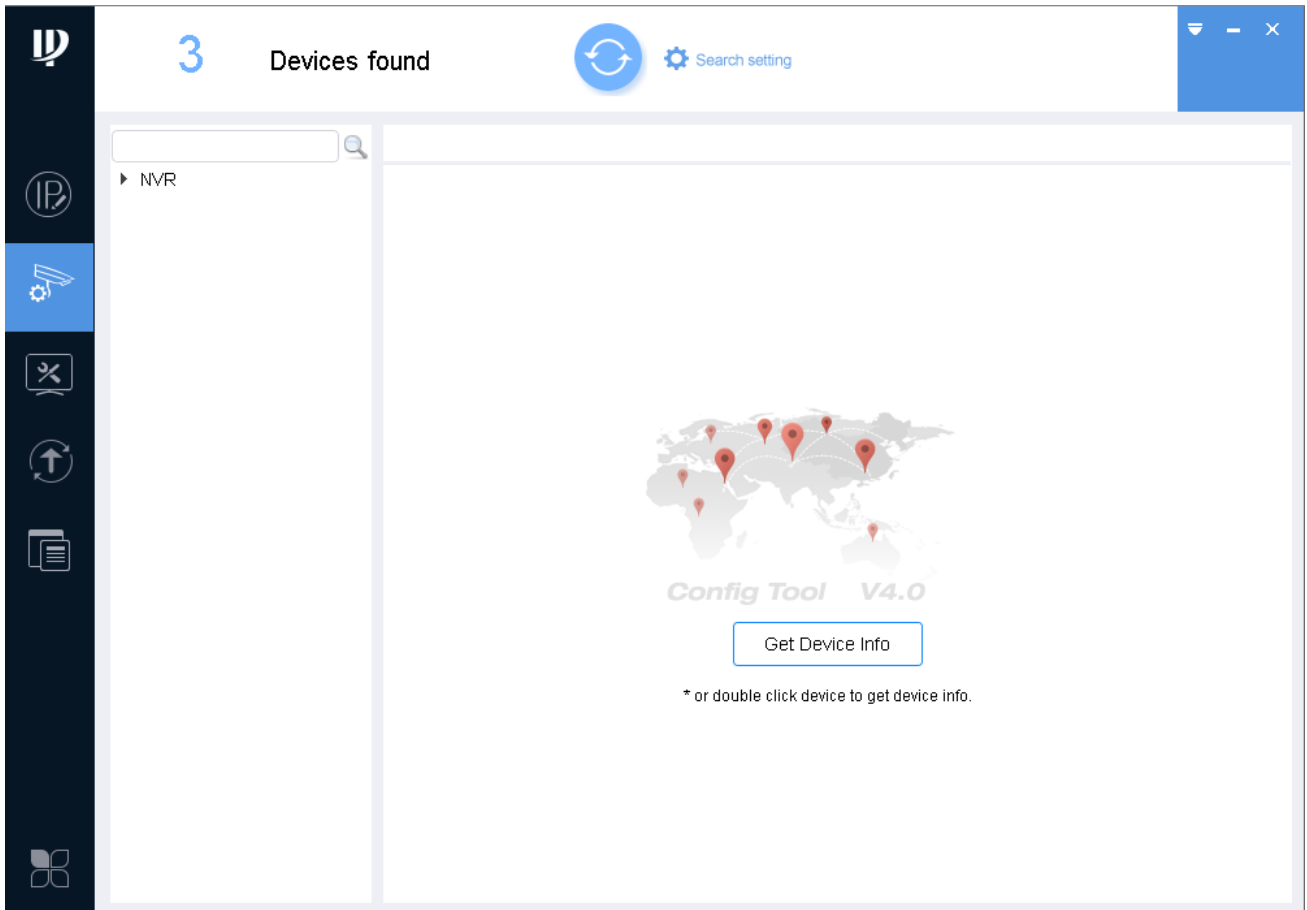 3 Devices found
Search setting
IP
NVR
Config Tool V4.0
Get Device Info
* or double click device to get device info.